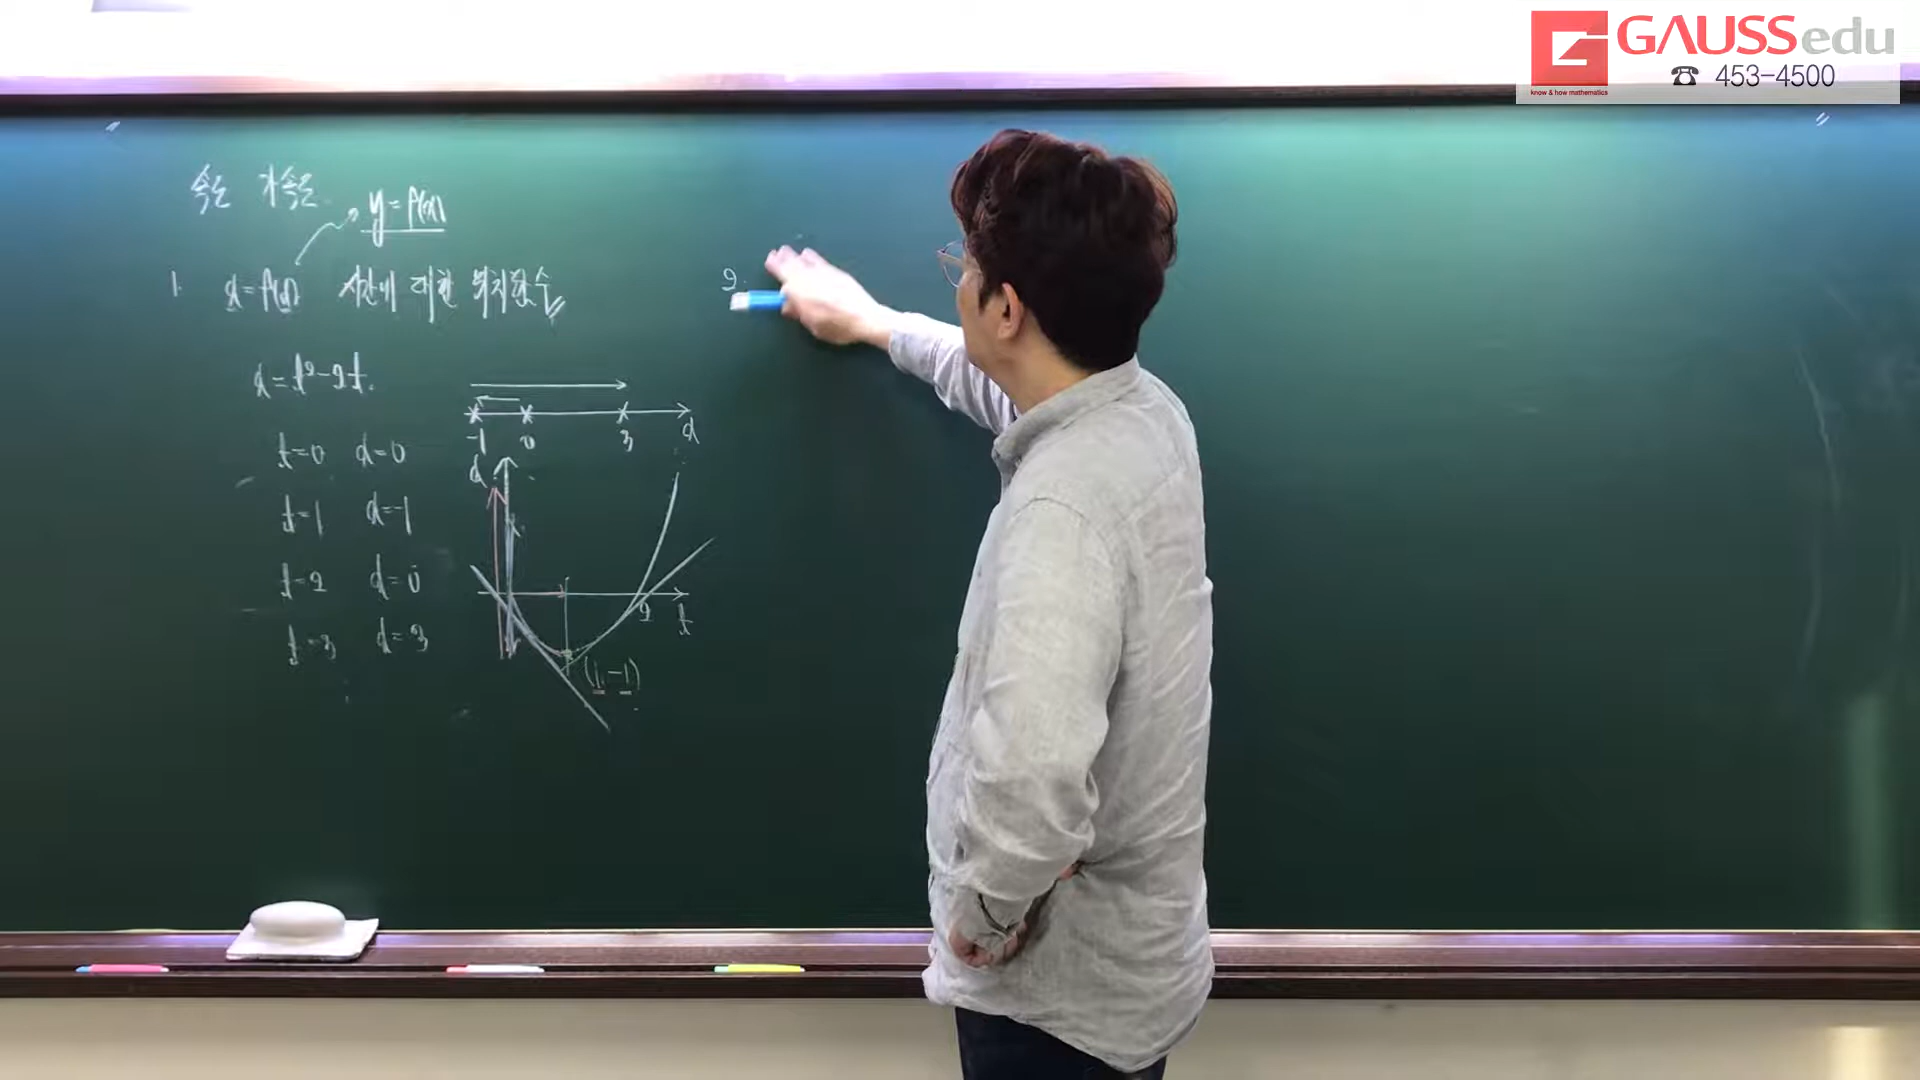 GAUSSedu
know & how mathematics
453-4500
속도 가속도
y=f(x)
1. x=f(t) 시간에 대한 위치함수
x=t²-2t.
-1 0 3 x
t=0 x=0
t=1 x=-1
t=2 x=0
t=3 x=3
x
2 t
(1,-1)
2.